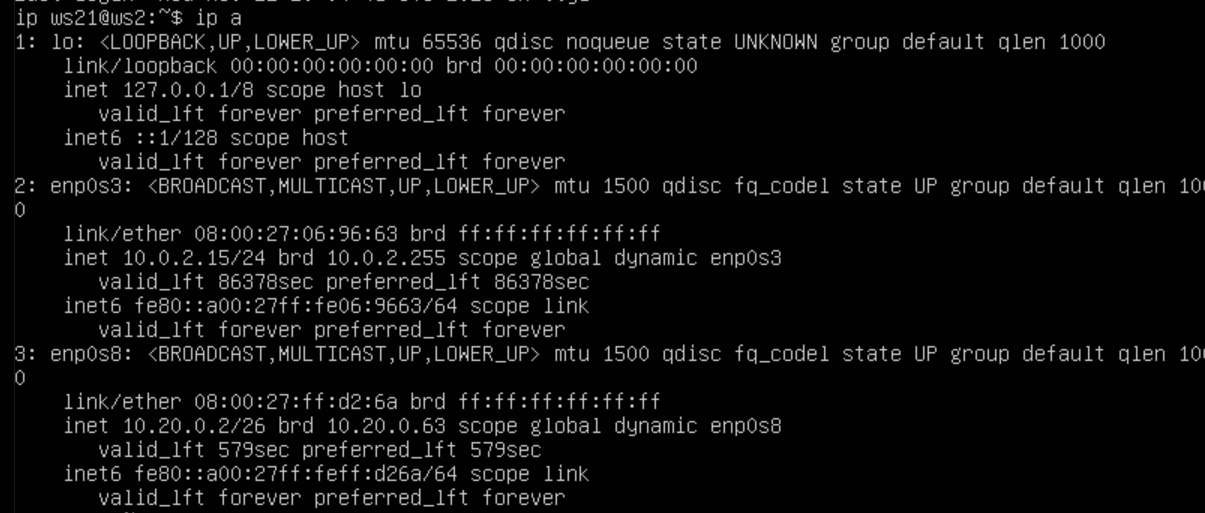 ip ws21@ws2:~$ ip a
1: lo: <LOOPBACK,UP,LOWER_UP> mtu 65536 qdisc noqueue state UNKNOWN group default qlen 1000
link/loopback 00:00:00:00:00:00 brd 00:00:00:00:00:00
inet 127.0.0.1/8 scope host lo
valid_lft forever preferred_lft forever
inet6 ::1/128 scope host
valid_lft forever preferred_lft forever
2: enp0s3: <BROADCAST,MULTICAST,UP,LOWER_UP> mtu 1500 qdisc fq_codel state UP group default qlen 100
0
link/ether 08:00:27:06:96:63 brd ff:ff:ff:ff:ff:ff
inet 10.0.2.15/24 brd 10.0.2.255 scope global dynamic enp0s3
valid_lft 86378sec preferred_lft 86378sec
inet6 fe80::a00:27ff:fe06:9663/64 scope link
valid_lft forever preferred_lft forever
3: enp0s8: <BROADCAST,MULTICAST,UP,LOWER_UP> mtu 1500 qdisc fq_codel state UP group default qlen 100
0
link/ether 08:00:27:ff:d2:6a brd ff:ff:ff:ff:ff:ff
inet 10.20.0.2/26 brd 10.20.0.63 scope global dynamic enp0s8
valid_lft 579sec preferred_lft 579sec
inet6 fe80::a00:27ff:feff:d26a/64 scope link
valid_lft forever preferred_lft forever